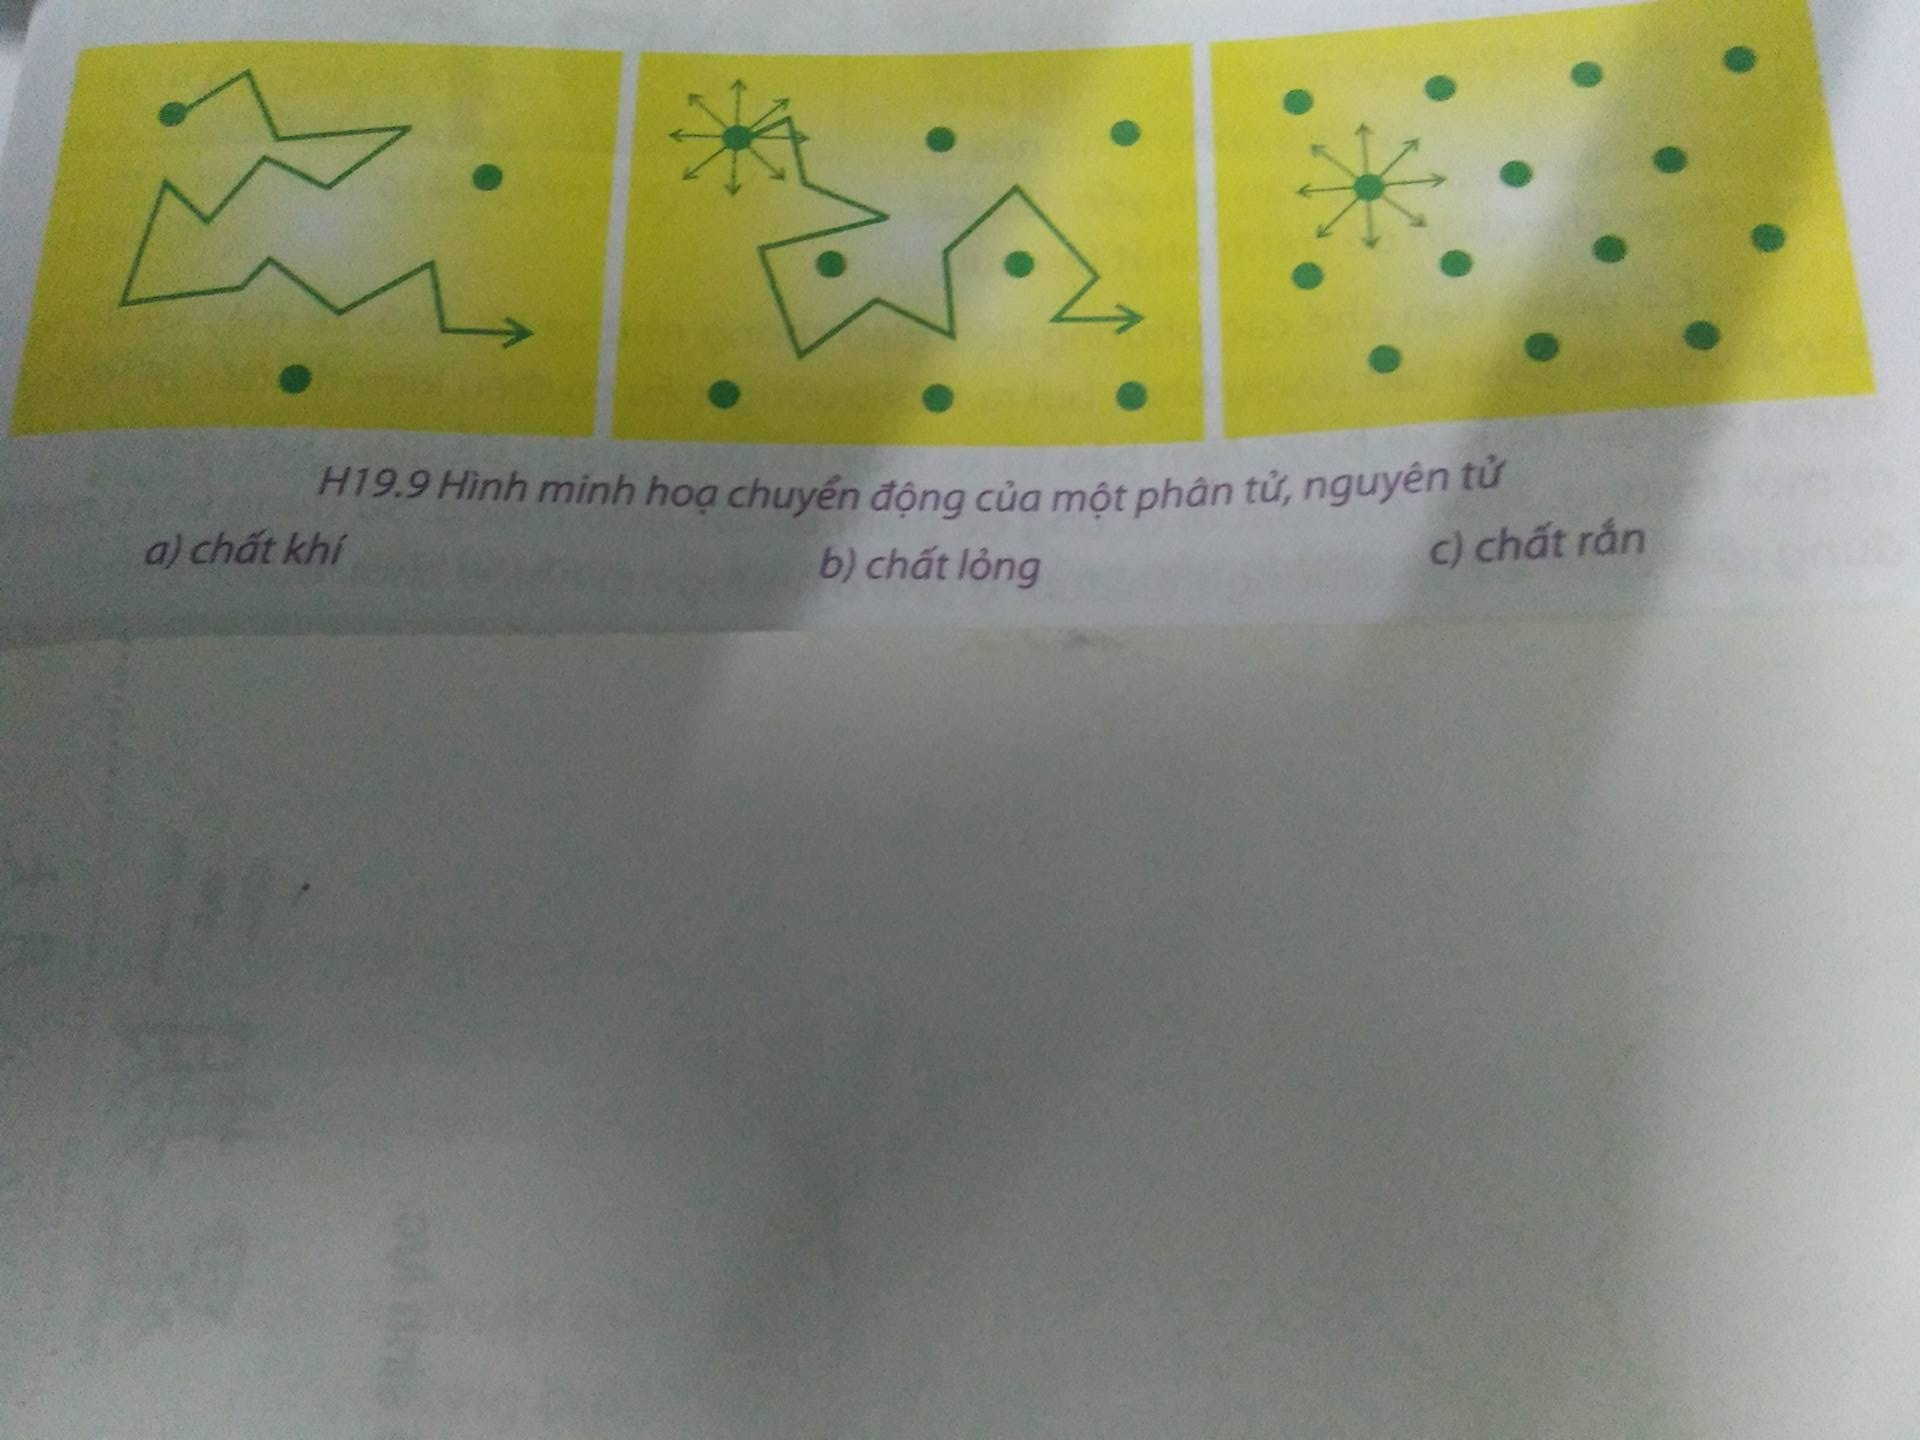 H19.9 Hình minh hoạ chuyển động của một phân tử, nguyên tử
a) chất khí b) chất lỏng c) chất rắn